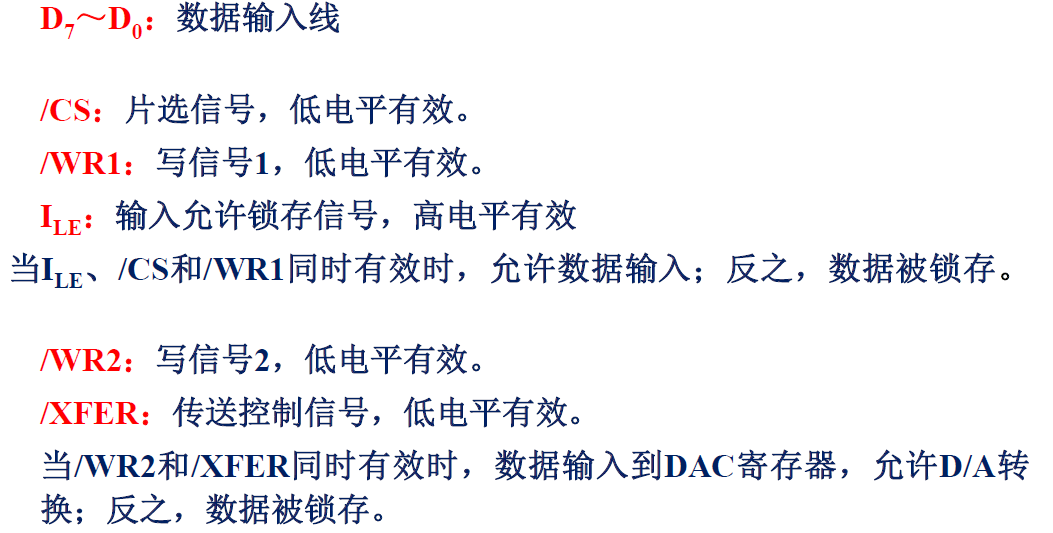 D7～D0：数据输入线
/CS：片选信号，低电平有效。
/WR1：写信号1，低电平有效。
ILE：输入允许锁存信号，高电平有效
当ILE、/CS和/WR1同时有效时，允许数据输入；反之，数据被锁存。
/WR2：写信号2，低电平有效。
/XFER：传送控制信号，低电平有效。
当/WR2和/XFER同时有效时，数据输入到DAC寄存器，允许D/A转
换；反之，数据被锁存。